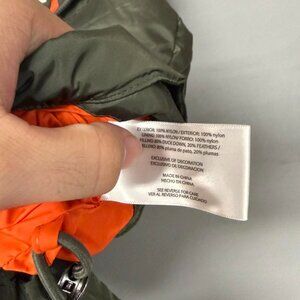 EXTERIOR: 100% NYLON / EXTERIOR: 100% nylon
LINING: 100% NYLON / FORRO: 100% nylon
FILLING: 80% DUCK DOWN, 20% FEATHERS /
RELLENO: 80% pluma de pato, 20% plumas
EXCLUSIVE OF DECORATION
EXCLUSIVO DE DECORACION
MADE IN CHINA
HECHO EN CHINA
SEE REVERSE FOR CARE
VER AL REVERSO PARA CUIDADO